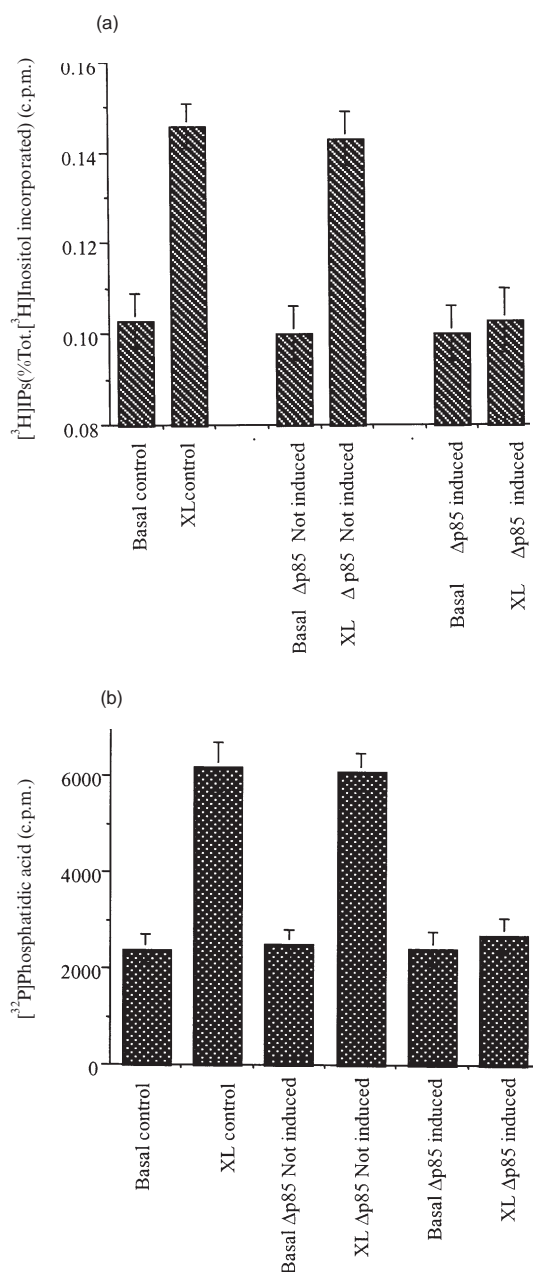 (a)
[³H]IPs(%Tot.[³H]Inositol incorporated) (c.p.m.)
0.16
0.14
0.12
0.10
0.08
Basal control
XLcontrol
Basal Δp85 Not induced
XL Δp85 Not induced
Basal Δp85 induced
XL Δp85 induced
(b)
[³²P]Phosphatidic acid (c.p.m.)
6000
4000
2000
0
Basal control
XL control
Basal Δp85 Not induced
XL Δp85 Not induced
Basal Δp85 induced
XL Δp85 induced